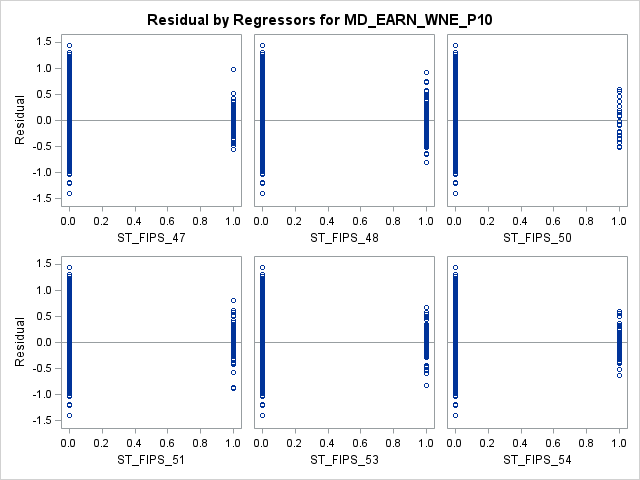 Residual by Regressors for MD_EARN_WNE_P10
Residual
1.5
1.0
0.5
0.0
-0.5
-1.0
-1.5
0.0 0.2 0.4 0.6 0.8 1.0
ST_FIPS_47
0.0 0.2 0.4 0.6 0.8 1.0
ST_FIPS_48
0.0 0.2 0.4 0.6 0.8 1.0
ST_FIPS_50
Residual
1.5
1.0
0.5
0.0
-0.5
-1.0
-1.5
0.0 0.2 0.4 0.6 0.8 1.0
ST_FIPS_51
0.0 0.2 0.4 0.6 0.8 1.0
ST_FIPS_53
0.0 0.2 0.4 0.6 0.8 1.0
ST_FIPS_54